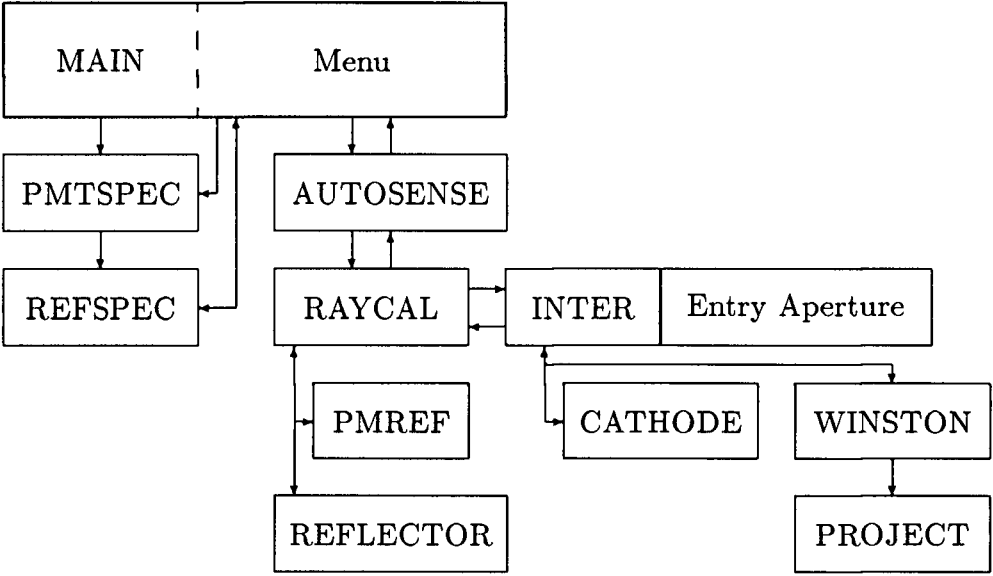 MAIN Menu
PMTSPEC AUTOSENSE
REFSPEC RAYCAL INTER Entry Aperture
PMREF CATHODE WINSTON
REFLECTOR PROJECT